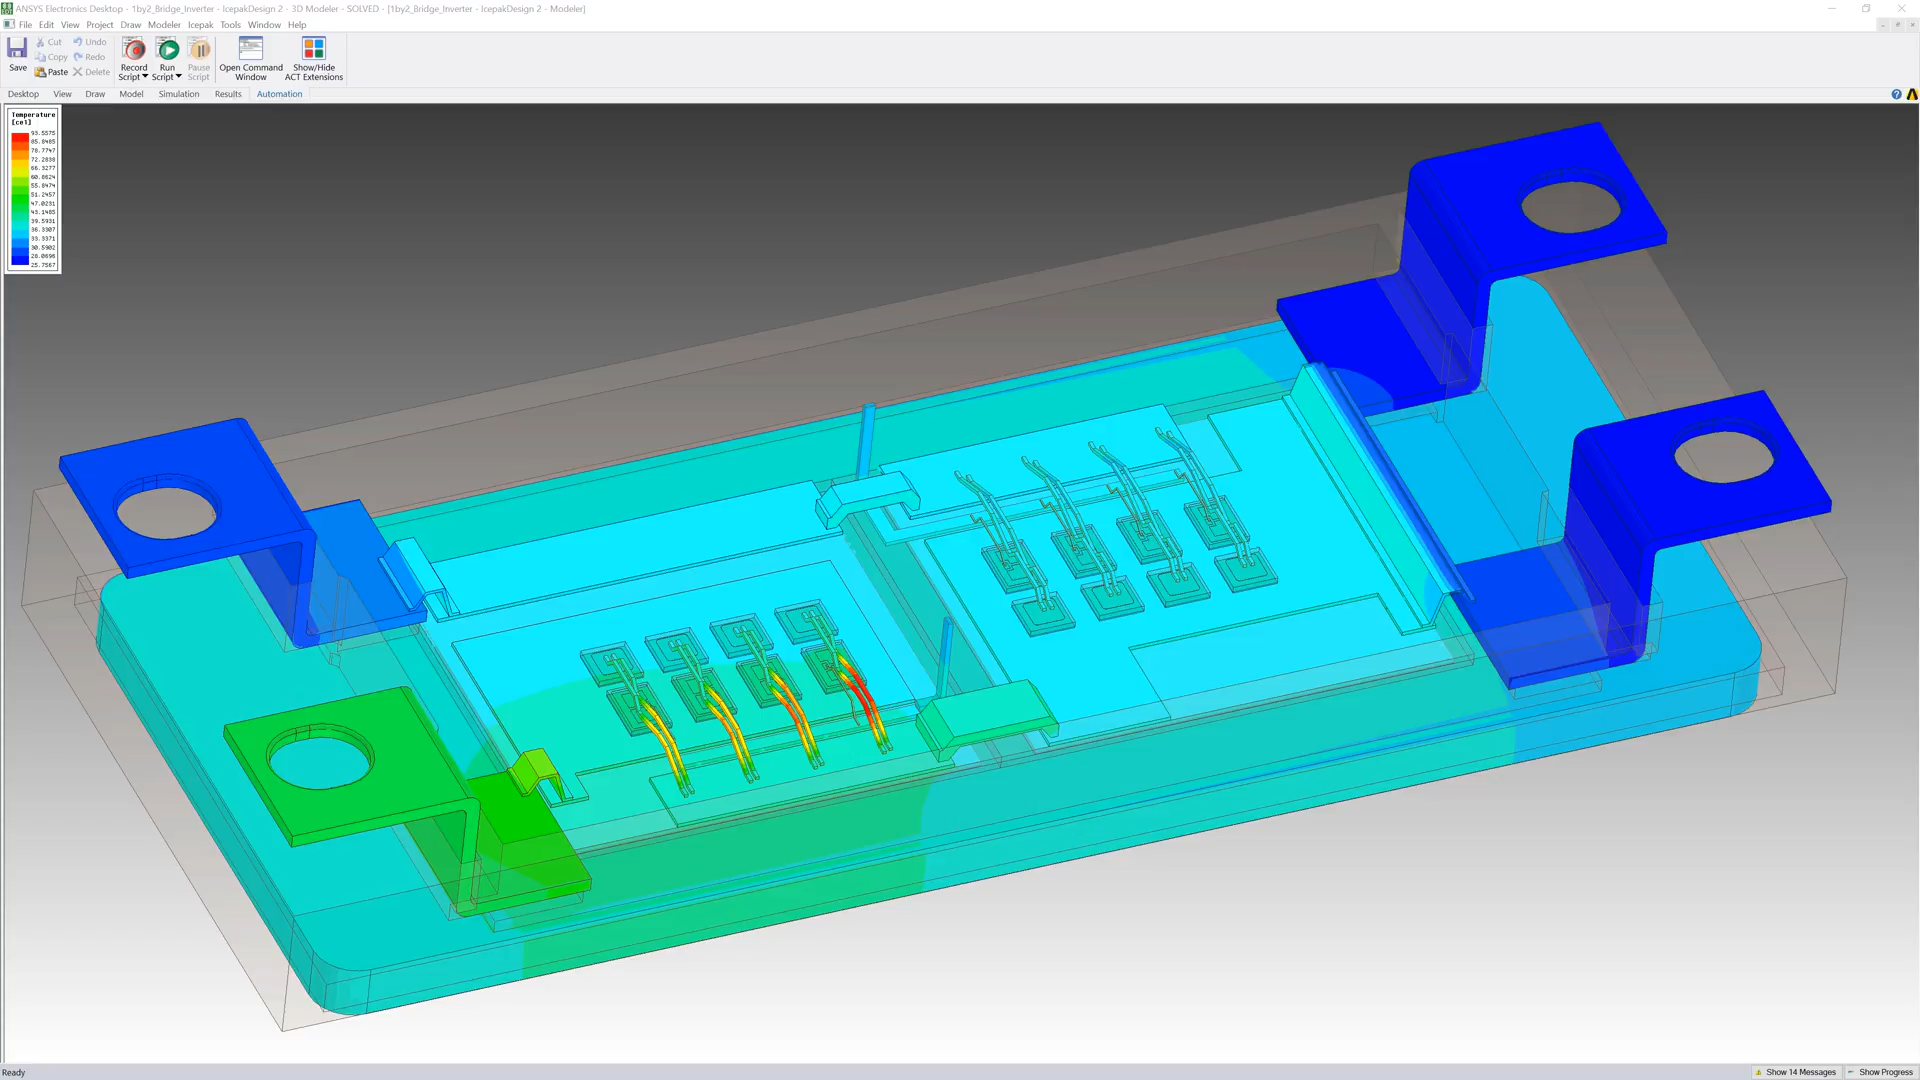 ANSYS Electronics Desktop - 1by2_Bridge_Inverter - IcepakDesign 2 - 3D Modeler - SOLVED - [1by2_Bridge_Inverter - IcepakDesign 2 - Modeler]
File Edit View Project Draw Modeler Icepak Tools Window Help
Save
Cut
Copy
Paste
Undo
Redo
Delete
Record
Script
Run
Script
Pause
Script
Open Command
Window
Show/Hide
ACT Extensions
Desktop View Draw Model Simulation Results Automation
Temperature
[cel]
93.5575
85.8485
78.7747
72.2838
66.3277
60.8624
55.8474
51.2457
47.0231
43.1485
39.5931
36.3307
33.3371
30.5902
28.0696
25.7567
Ready
Show 14 Messages
Show Progress